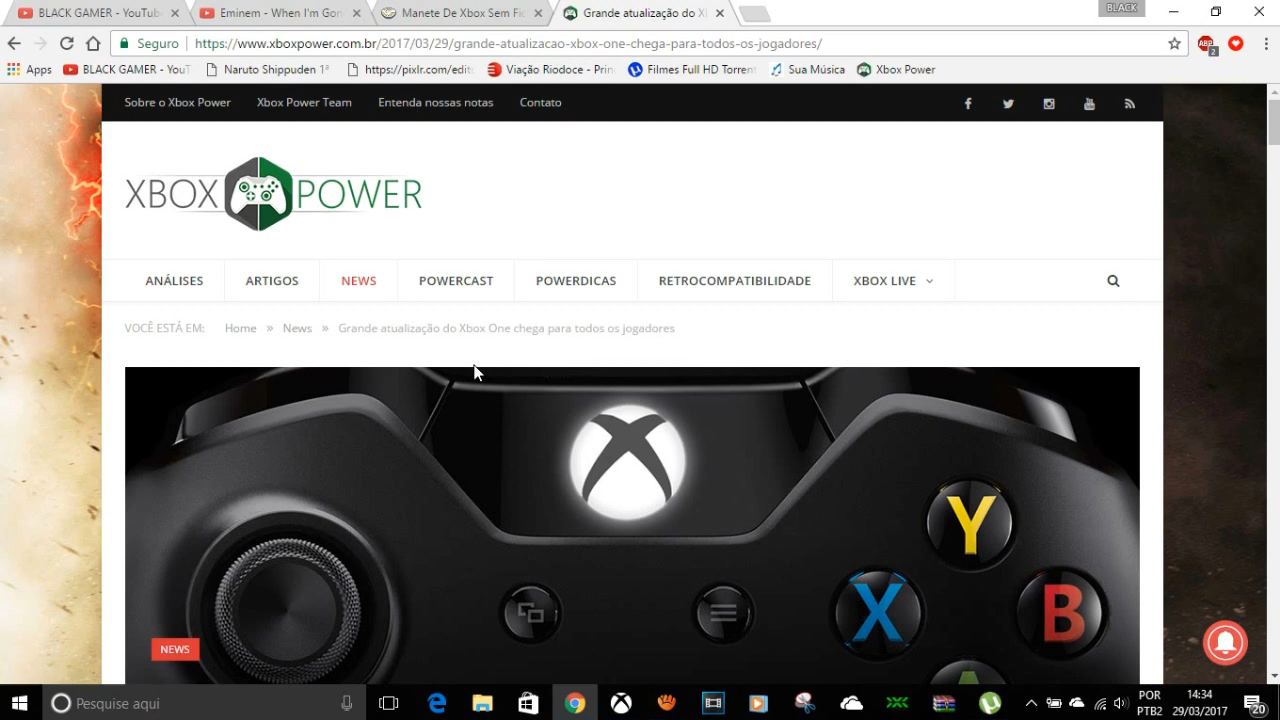 BLACK GAMER - YouTube
Eminem - When I'm Gon
Manete De Xbox Sem Fi
Grande atualização do X
BLACK
Seguro
https://www.xboxpower.com.br/2017/03/29/grande-atualizacao-xbox-one-chega-para-todos-os-jogadores/
ABP
2
Apps
BLACK GAMER - YouT
Naruto Shippuden 1ª
https://pixlr.com/edit
Viação Riodoce - Prin
Filmes Full HD Torrent
Sua Música
Xbox Power
Sobre o Xbox Power
Xbox Power Team
Entenda nossas notas
Contato
XBOX POWER
ANÁLISES
ARTIGOS
NEWS
POWERCAST
POWERDICAS
RETROCOMPATIBILIDADE
XBOX LIVE
VOCÊ ESTÁ EM: Home » News » Grande atualização do Xbox One chega para todos os jogadores
Y
X
B
A
NEWS
Pesquise aqui
POR
PTB2
14:34
29/03/2017
20